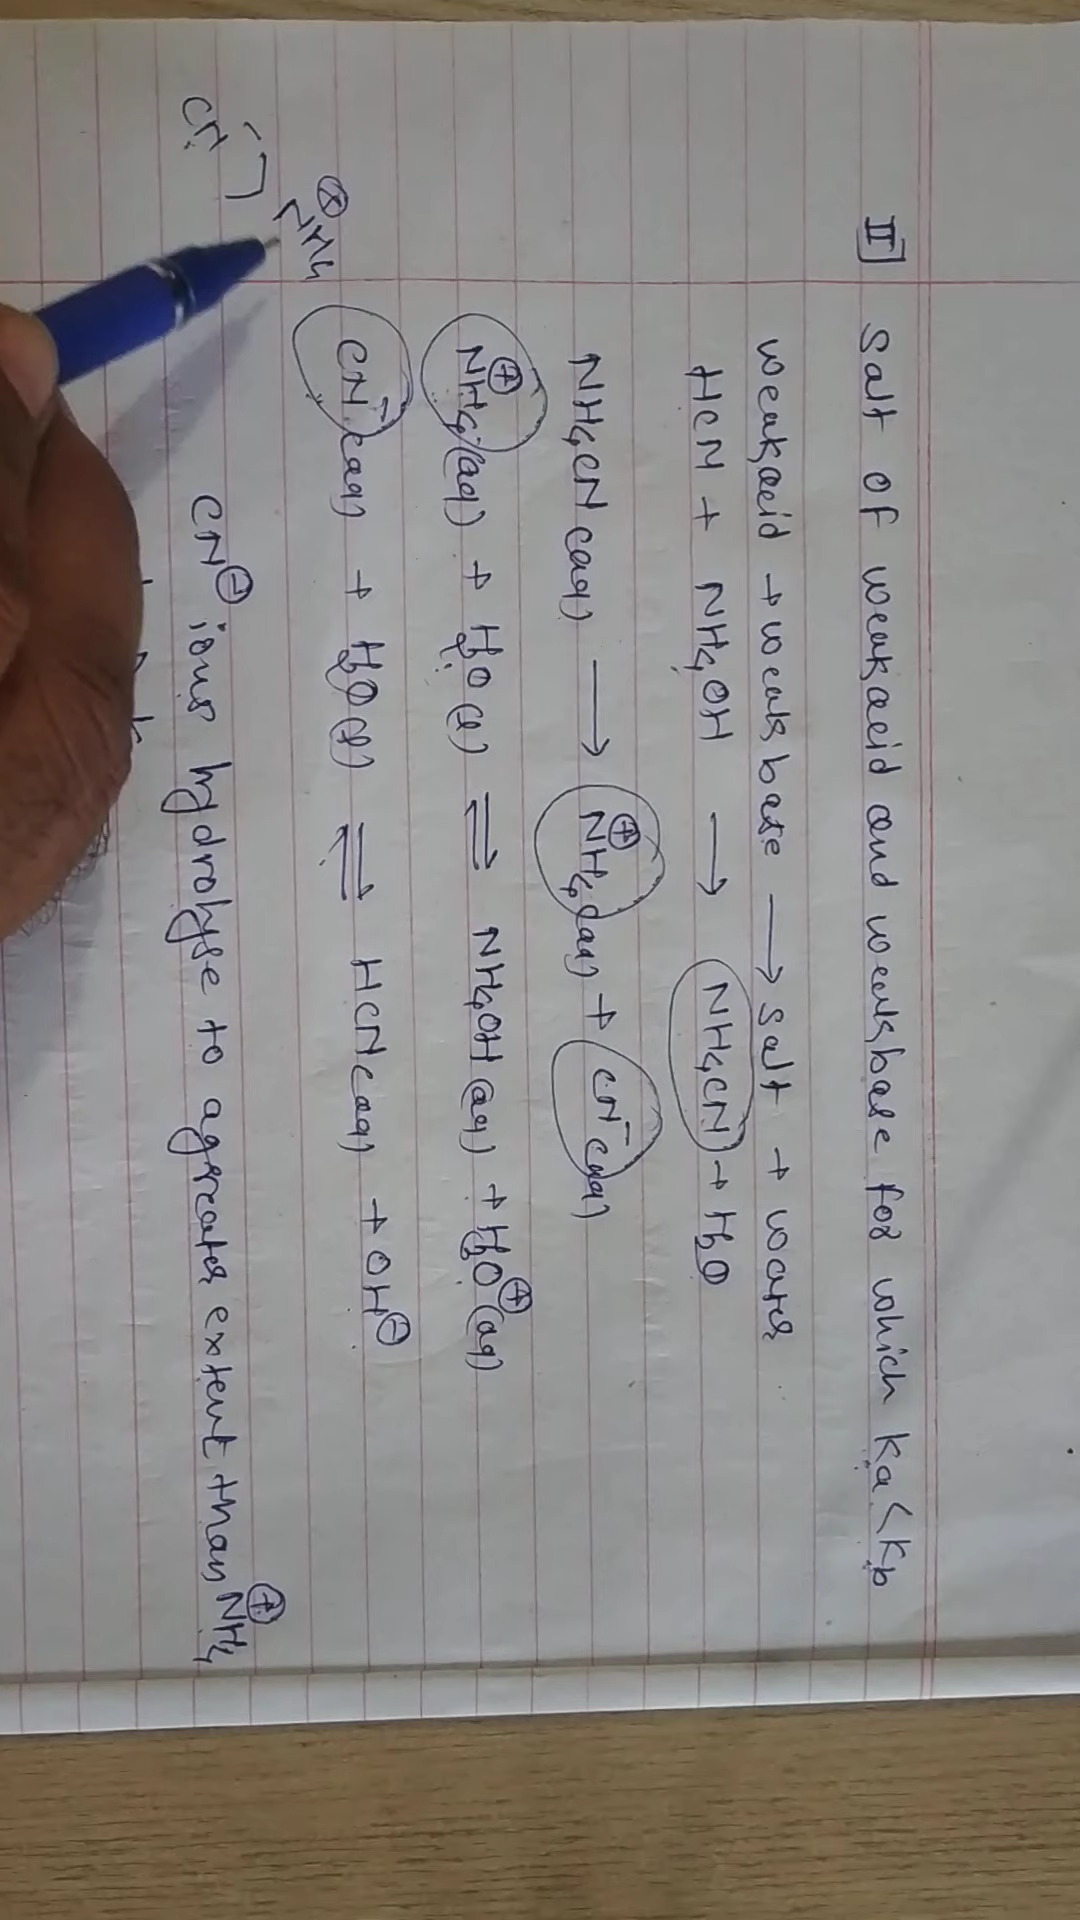 II] Salt of weak acid and weak base for which Ka < Kb
weak acid + weak base → salt + water
HCN + NH₄OH → NH₄CN + H₂O
NH₄CN(aq) → NH₄⊕(aq) + CN⁻(aq)
NH₄⊕(aq) + H₂O(l) ⇌ NH₄OH(aq) + H₃O⊕(aq)
CN⁻(aq) + H₂O(l) ⇌ HCN(aq) + OH⊖
CN⁻ > NH₄⊕
CN⊖ ions hydrolyse to a greater extent than NH₄⊕